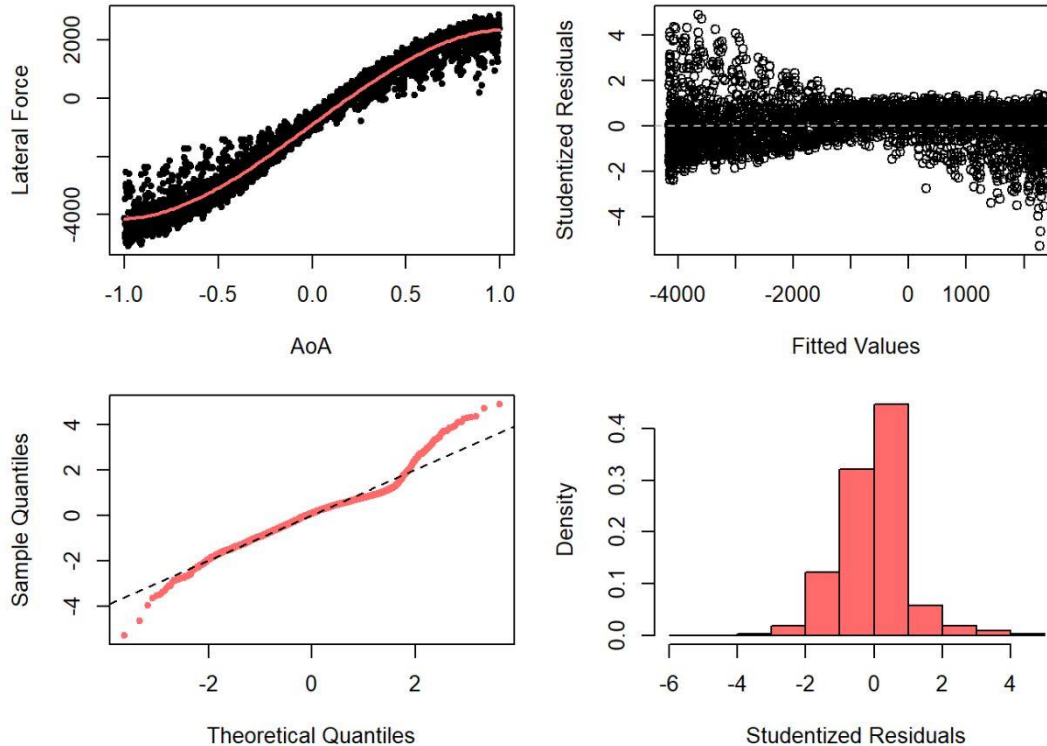 Lateral Force
2000
0
-4000
-1.0 -0.5 0.0 0.5 1.0
AoA
Studentized Residuals
4
2
0
-2
-4
-4000 -2000 0 1000
Fitted Values
Sample Quantiles
4
2
0
-2
-4
-2 0 2
Theoretical Quantiles
Density
0.4
0.3
0.1
0.0
-6 -4 -2 0 2 4
Studentized Residuals